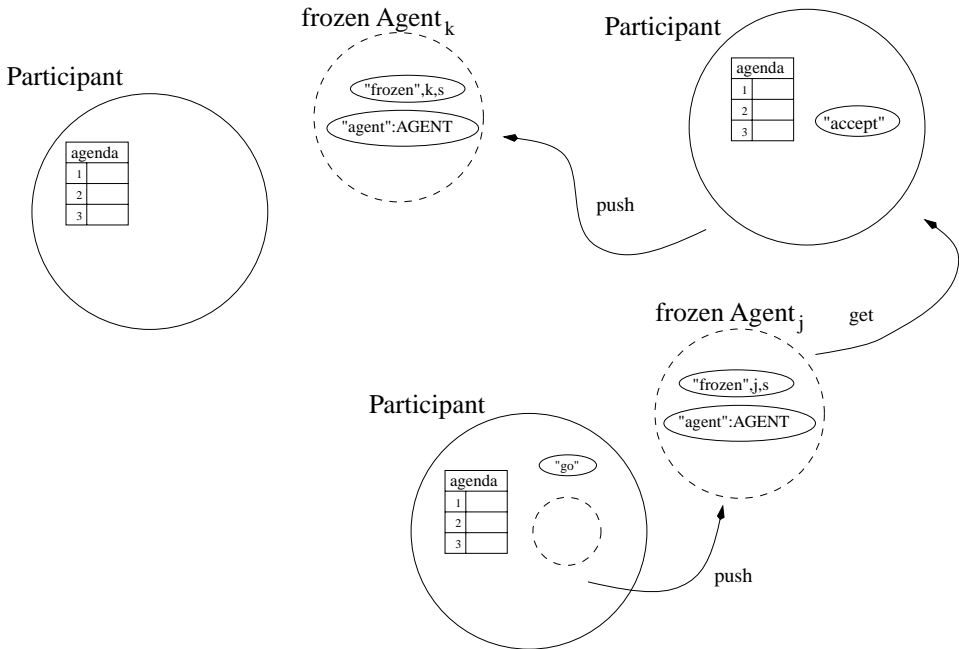 frozen Agent k
"frozen",k,s
"agent":AGENT
Participant
agenda
1
2
3
"accept"
Participant
agenda
1
2
3
push
get
frozen Agent j
"frozen",j,s
"agent":AGENT
Participant
"go"
agenda
1
2
3
push